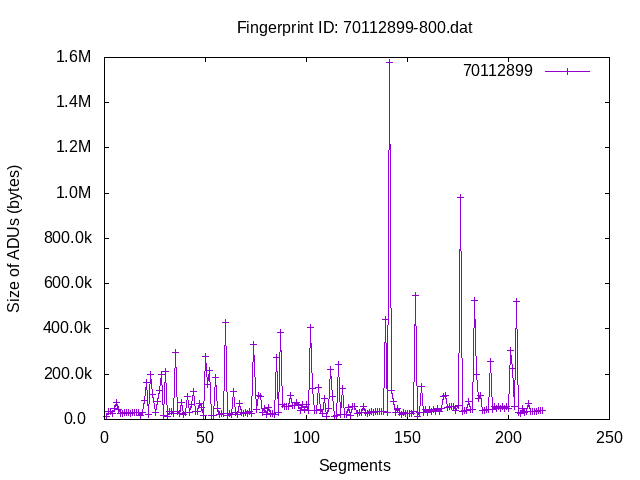 Fingerprint ID: 70112899-800.dat
1.6M
70112899
1.4M
1.2M
1.0M
800.0k
600.0k
400.0k
200.0k
0.0
Size of ADUs (bytes)
0 50 100 150 200 250
Segments